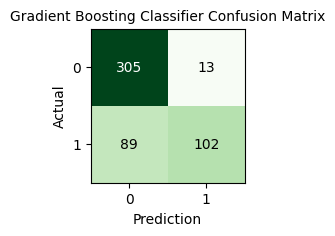 Gradient Boosting Classifier Confusion Matrix
0
305
13
Actual
1
89
102
0
1
Prediction